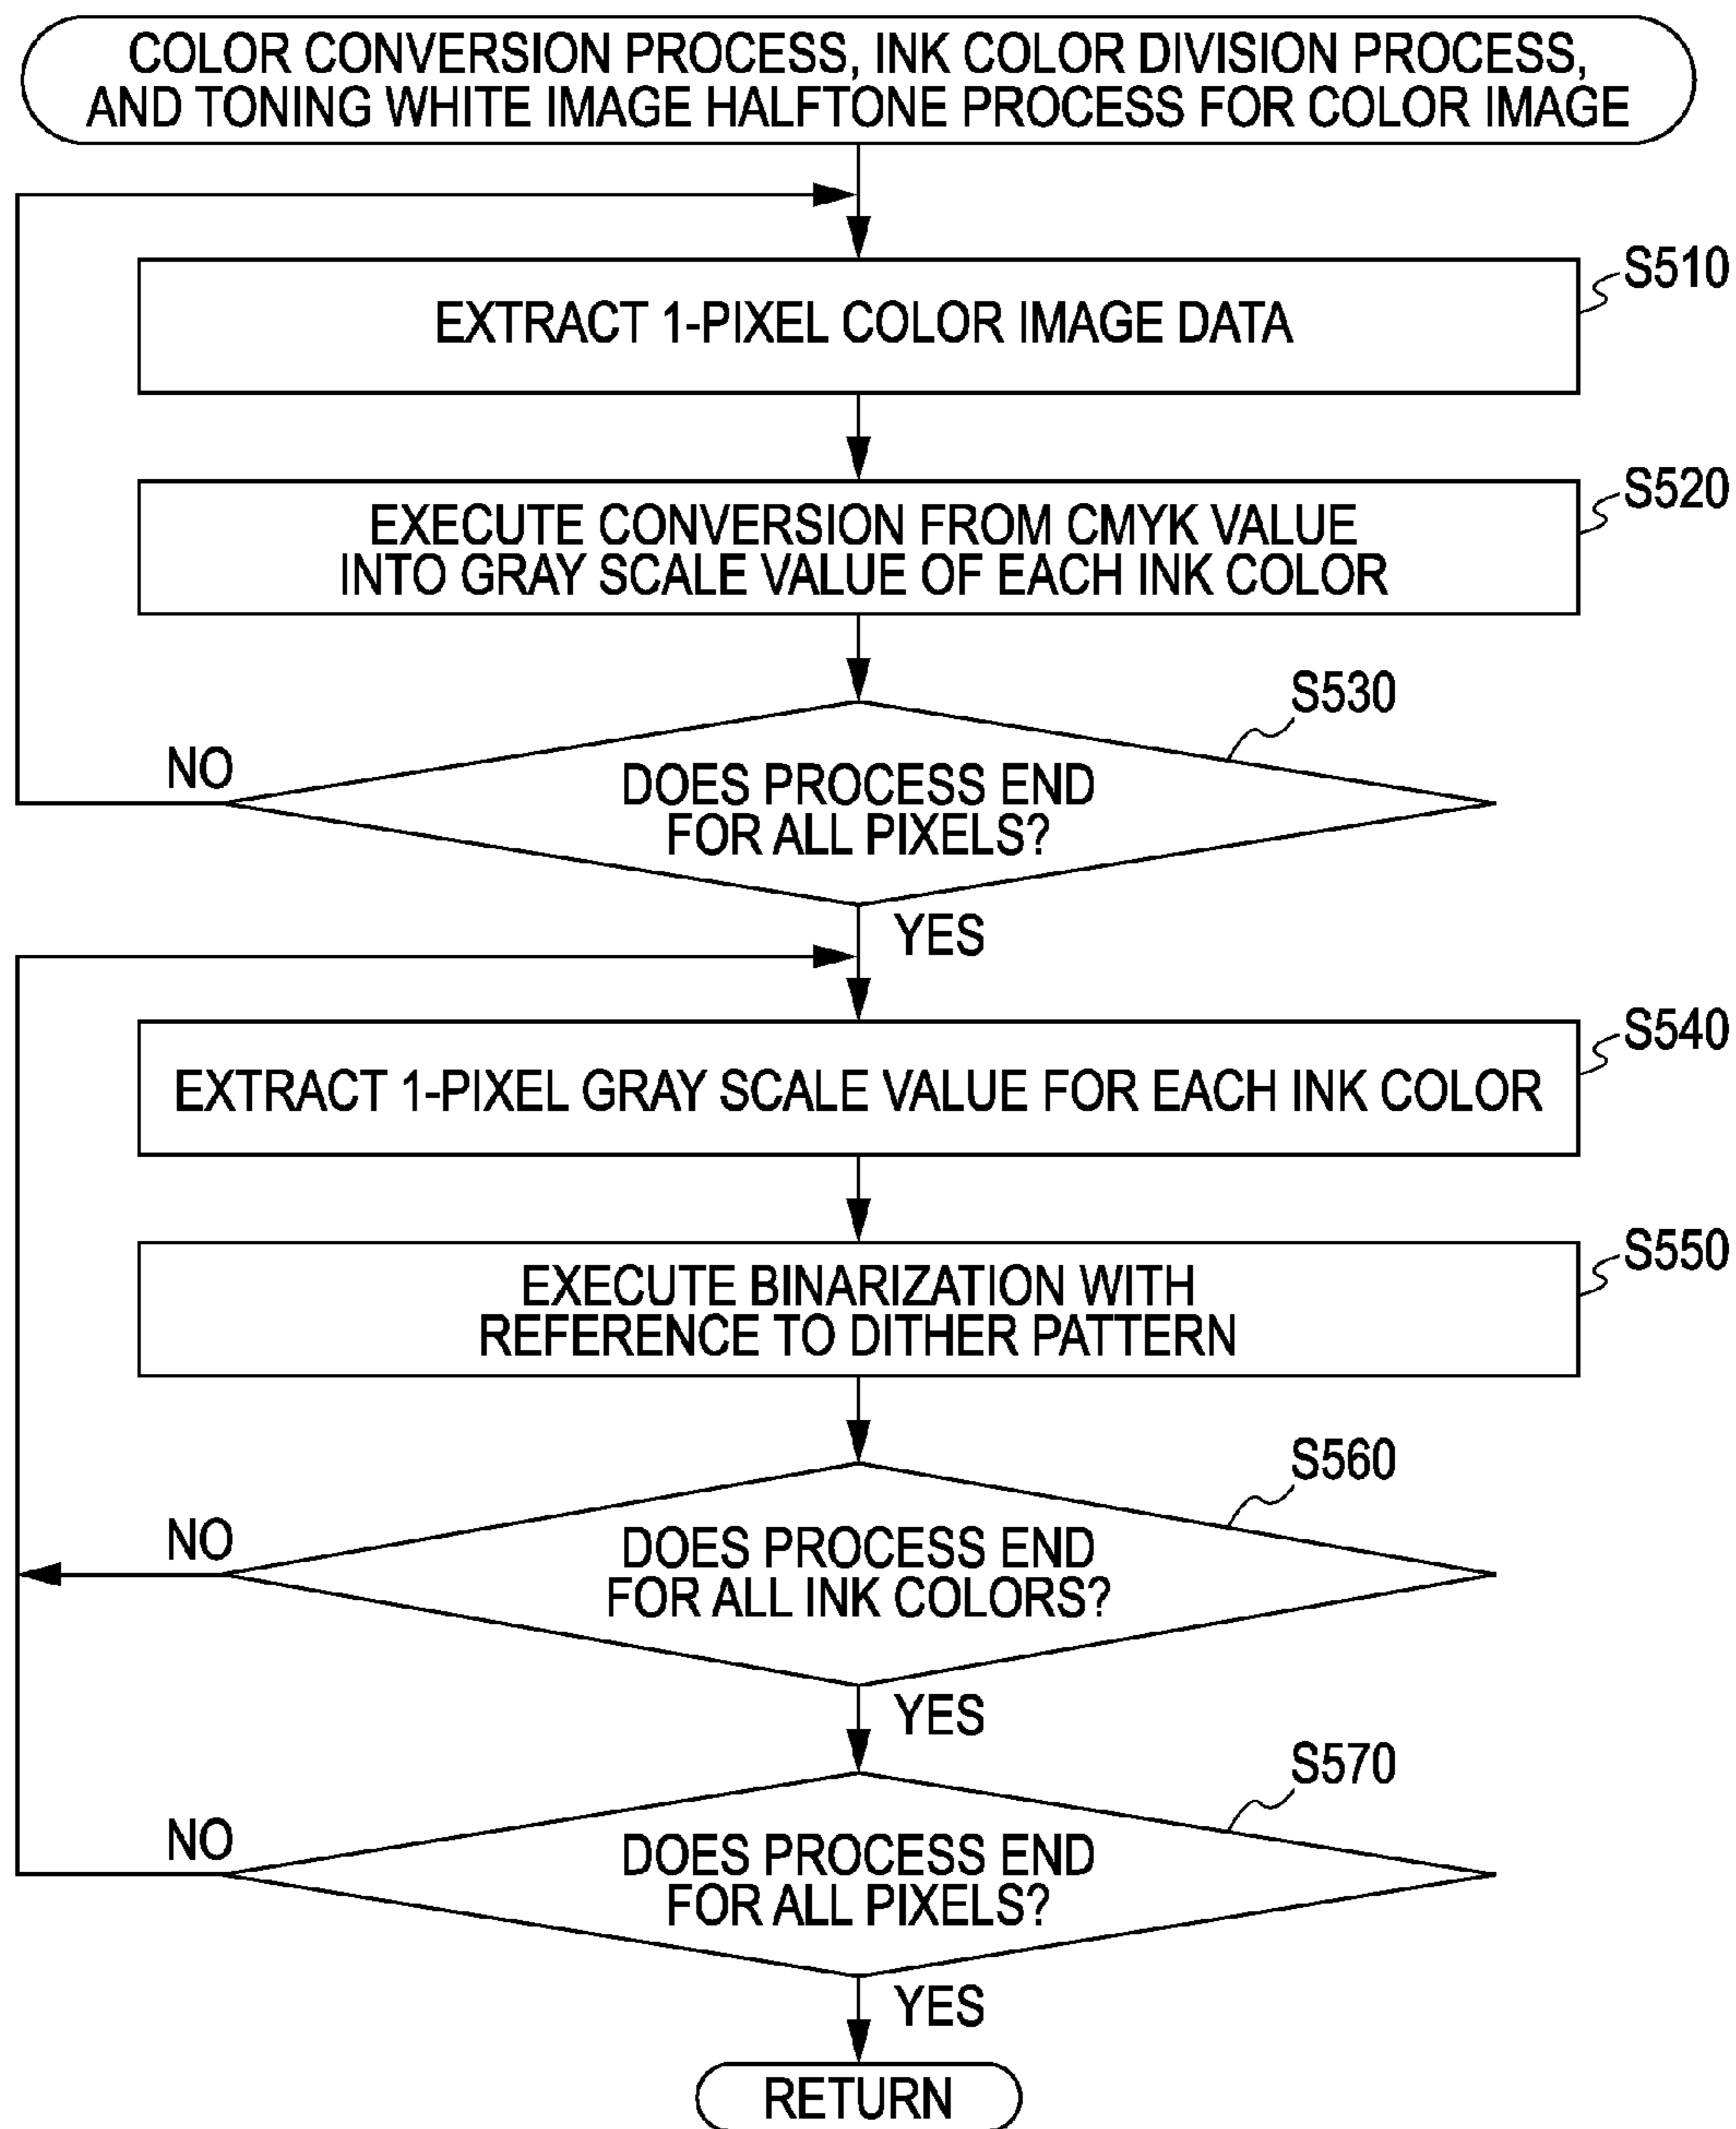 COLOR CONVERSION PROCESS, INK COLOR DIVISION PROCESS,
AND TONING WHITE IMAGE HALFTONE PROCESS FOR COLOR IMAGE
S510
EXTRACT 1-PIXEL COLOR IMAGE DATA
S520
EXECUTE CONVERSION FROM CMYK VALUE
INTO GRAY SCALE VALUE OF EACH INK COLOR
S530
NO
DOES PROCESS END
FOR ALL PIXELS?
YES
S540
EXTRACT 1-PIXEL GRAY SCALE VALUE FOR EACH INK COLOR
S550
EXECUTE BINARIZATION WITH
REFERENCE TO DITHER PATTERN
S560
NO
DOES PROCESS END
FOR ALL INK COLORS?
YES
S570
NO
DOES PROCESS END
FOR ALL PIXELS?
YES
RETURN